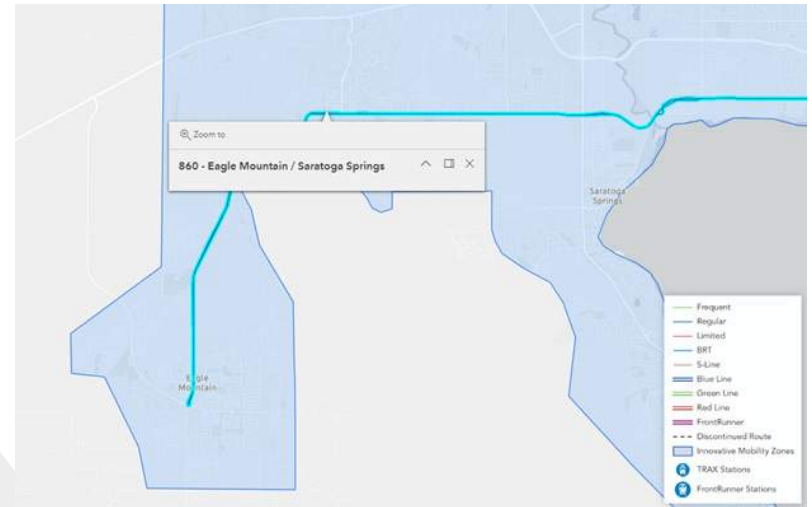 Zoom to
860 - Eagle Mountain / Saratoga Springs
Saratoga
Springs
Eagle
Mountain
Frequent
Regular
Limited
BRT
S-Line
Blue Line
Green Line
Red Line
FrontRunner
Discontinued Route
Innovative Mobility Zones
TRAX Stations
FrontRunner Stations